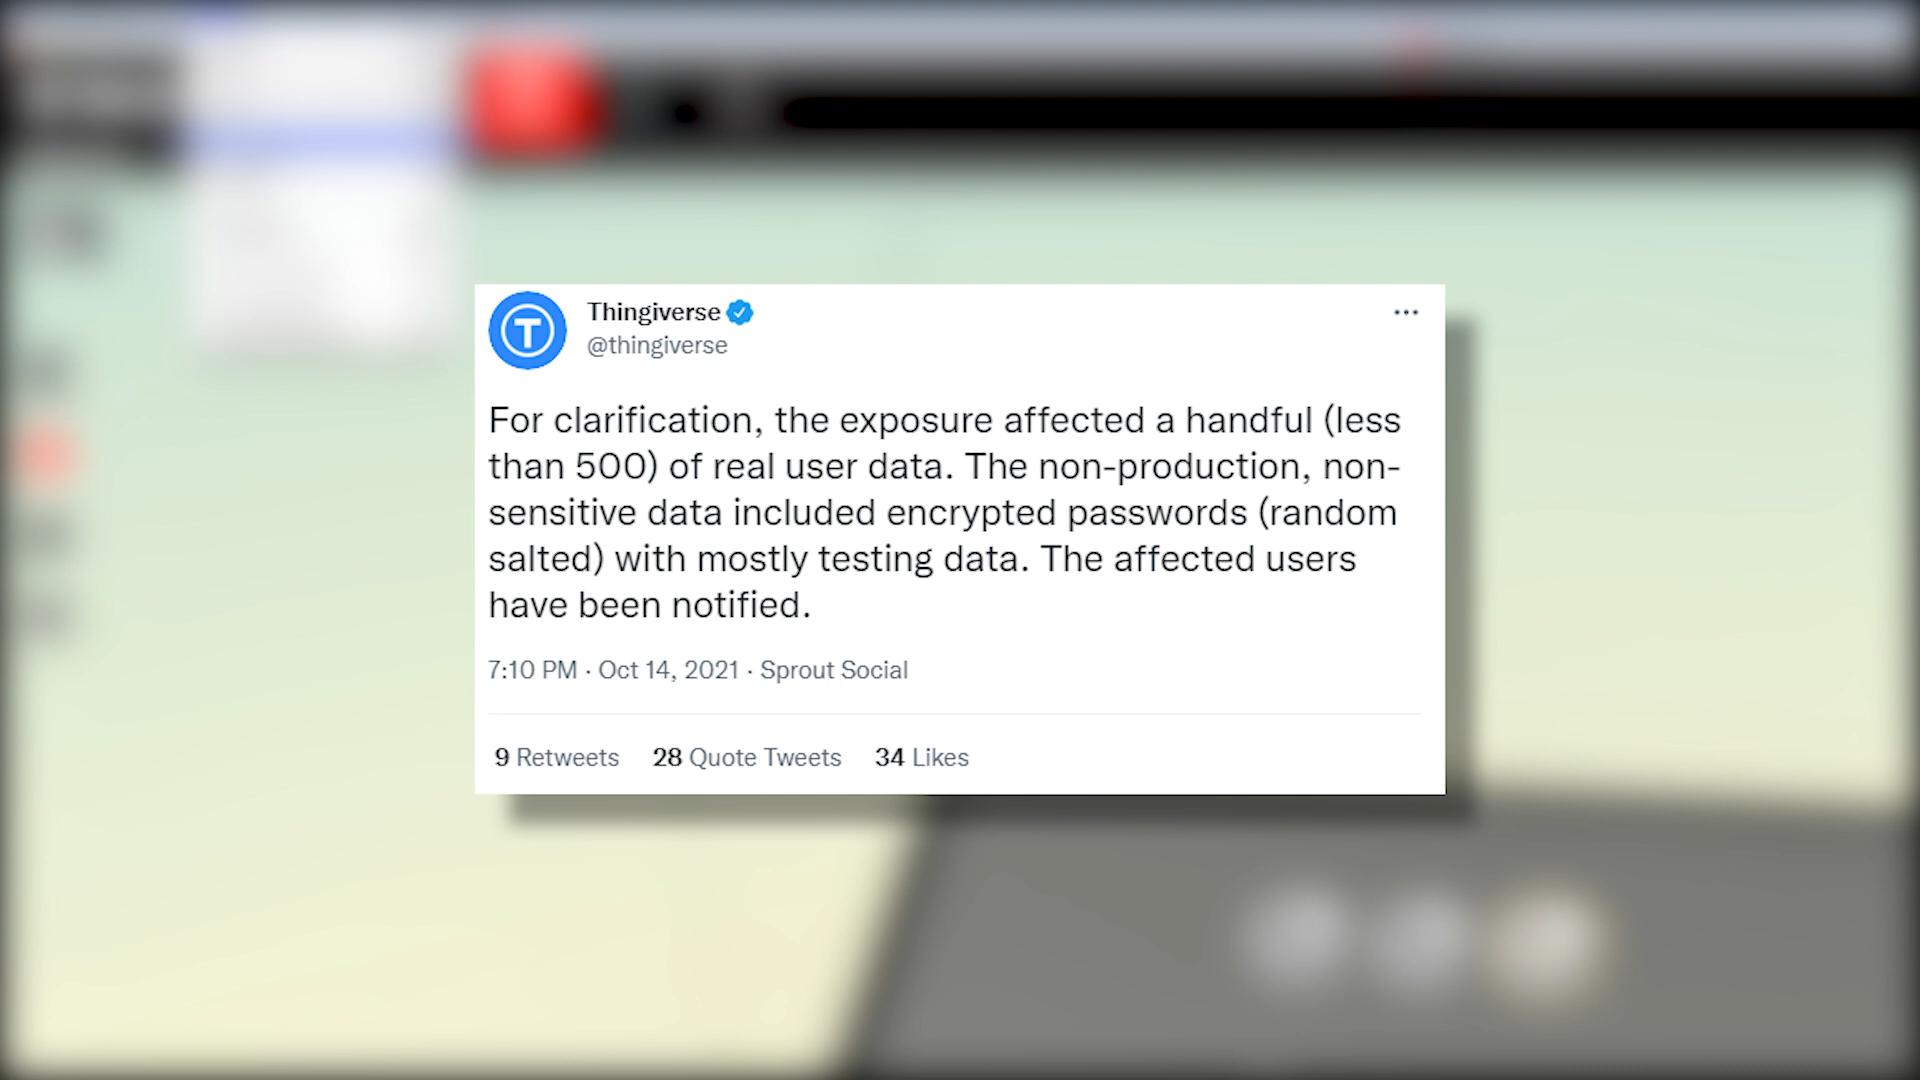 Thingiverse
@thingiverse
For clarification, the exposure affected a handful (less
than 500) of real user data. The non-production, non-
sensitive data included encrypted passwords (random
salted) with mostly testing data. The affected users
have been notified.
7:10 PM · Oct 14, 2021 · Sprout Social
9 Retweets 28 Quote Tweets 34 Likes